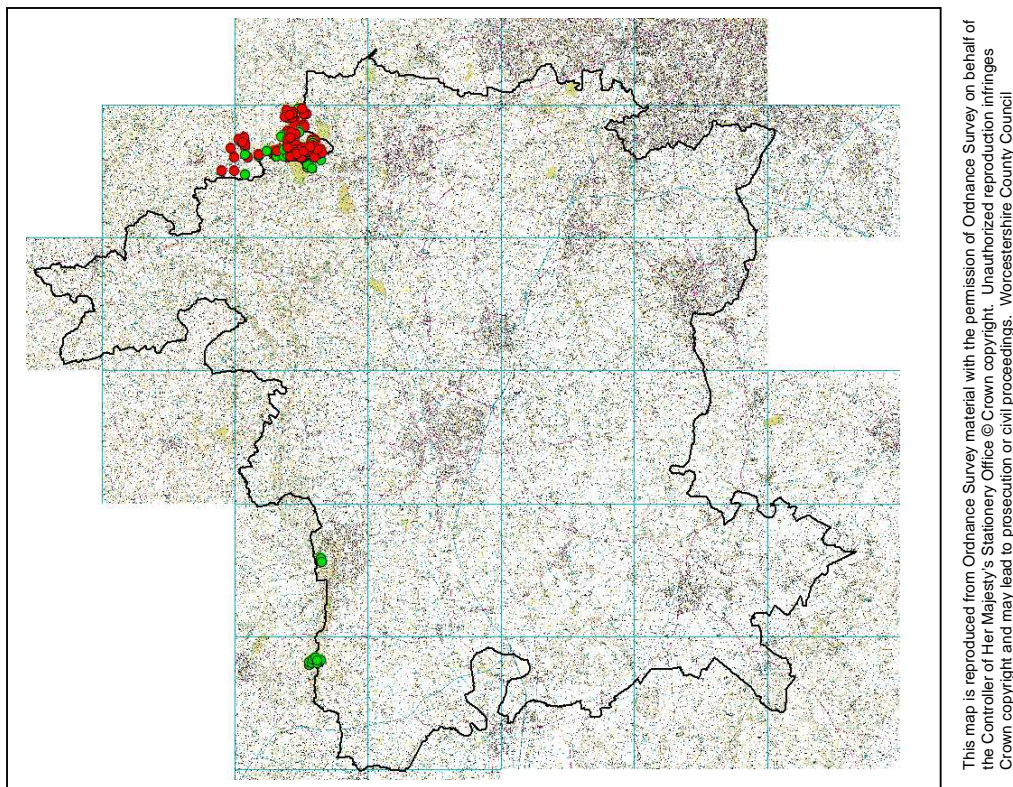 This map is reproduced from Ordnance Survey material with the permission of Ordnance Survey on behalf of
the Controller of Her Majesty's Stationery Office © Crown copyright. Unauthorized reproduction infringes
Crown copyright and may lead to prosecution or civil proceedings. Worcestershire County Council